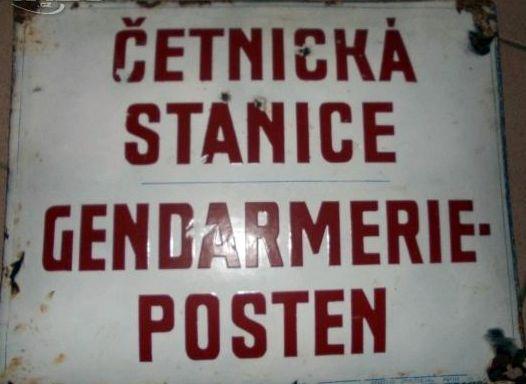 ČETNICKÁ
STANICE
GENDARMERIE-
POSTEN